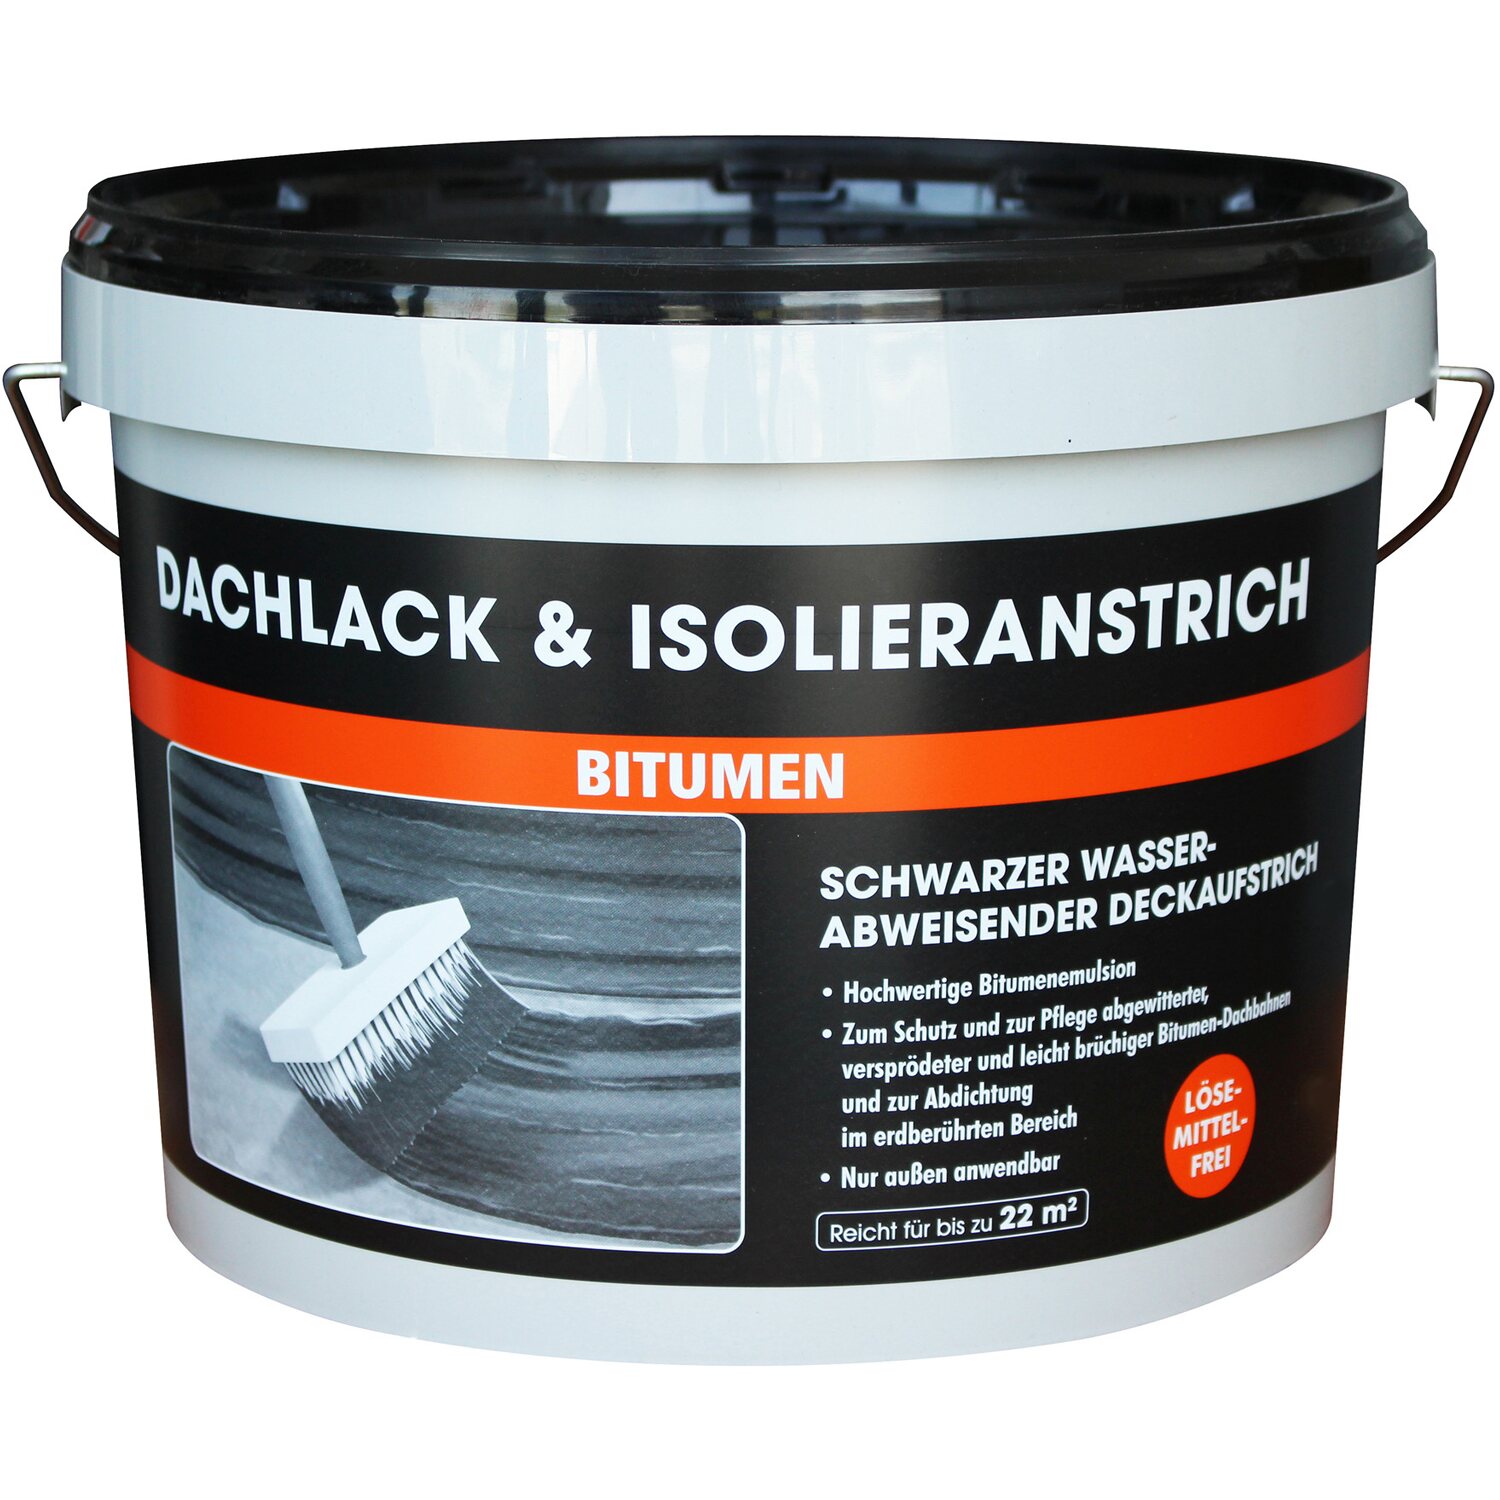 DACHLACK & ISOLIERANSTRICH
BITUMEN
SCHWARZER WASSER-
ABWEISENDER DECKAUFSTRICH
• Hochwertige Bitumenemulsion
• Zum Schutz und zur Pflege abgewitterter,
versprödeter und leicht brüchiger Bitumen-Dachbahnen
und zur Abdichtung
im erdberührten Bereich
• Nur außen anwendbar
Reicht für bis zu 22 m²
LÖSE-
MITTEL-
FREI